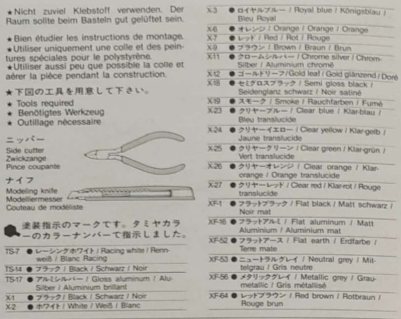 ★Nicht zuviel Klebstoff verwenden. Der
Raum sollte beim Basteln gut gelüftet sein.
★Bien étudier les instructions de montage.
★Utiliser uniquement une colle et des pein-
tures spéciales pour le polystyrène.
★Utiliser aussi peu que possible la colle et
aérer la pièce pendant la construction.
★下図の工具を用意して下さい。
★ Tools required
★ Benötigtes Werkzeug
★ Outillage nécessaire
ニッパー
Side cutter
Zwickzange
Pince coupante
ナイフ
Modeling knife
Modelliermesser
Couteau de modéliste
塗装指示のマークです。タミヤカラ
ーのカラーナンバーで指示しました。
TS-7 ● レーシングホワイト / Racing white / Renn-
weiß / Blanc Racing
TS-14 ● ブラック / Black / Schwarz / Noir
TS-17 ● アルミシルバー / Gloss aluminum / Alu-
Silber / Aluminium brillant
X-1 ● ブラック / Black / Schwarz / Noir
X-2 ● ホワイト / White / Weiß / Blanc
X-3 ● ロイヤルブルー / Royal blue / Königsblau /
Bleu Royal
X-6 ● オレンジ / Orange / Orange / Orange
X-7 ● レッド / Red / Rot / Rouge
X-9 ● ブラウン / Brown / Braun / Brun
X-11 ● クロームシルバー / Chrome silver / Chrom-
Silber / Aluminium chromé
X-12 ● ゴールドリーフ / Gold leaf / Gold glänzend / Doré
X-18 ● セミグロスブラック / Semi gloss black /
Seidenglanz schwarz / Noir satiné
X-19 ● スモーク / Smoke / Rauchfarben / Fumé
X-23 ● クリヤーブルー / Clear blue / Klar-blau /
Bleu translucide
X-24 ● クリヤーイエロー / Clear yellow / Klar-gelb /
Jaune translucide
X-25 ● クリヤーグリーン / Clear green / Klar-grün /
Vert translucide
X-26 ● クリヤーオレンジ / Clear orange / Klar-
orange / Orange translucide
X-27 ● クリヤーレッド / Clear red / Klar-rot / Rouge
translucide
XF-1 ● フラットブラック / Flat black / Matt schwarz /
Noir mat
XF-16 ● フラットアルミ / Flat aluminum / Matt
Aluminium / Aluminium mat
XF-52 ● フラットアース / Flat earth / Erdfarbe /
Terre mate
XF-53 ● ニュートラルグレイ / Neutral grey / Mit-
telgrau / Gris neutre
XF-56 ● メタリックグレイ / Metallic grey / Grau-
metallic / Gris métallisé
XF-64 ● レッドブラウン / Red brown / Rotbraun /
Rouge brun